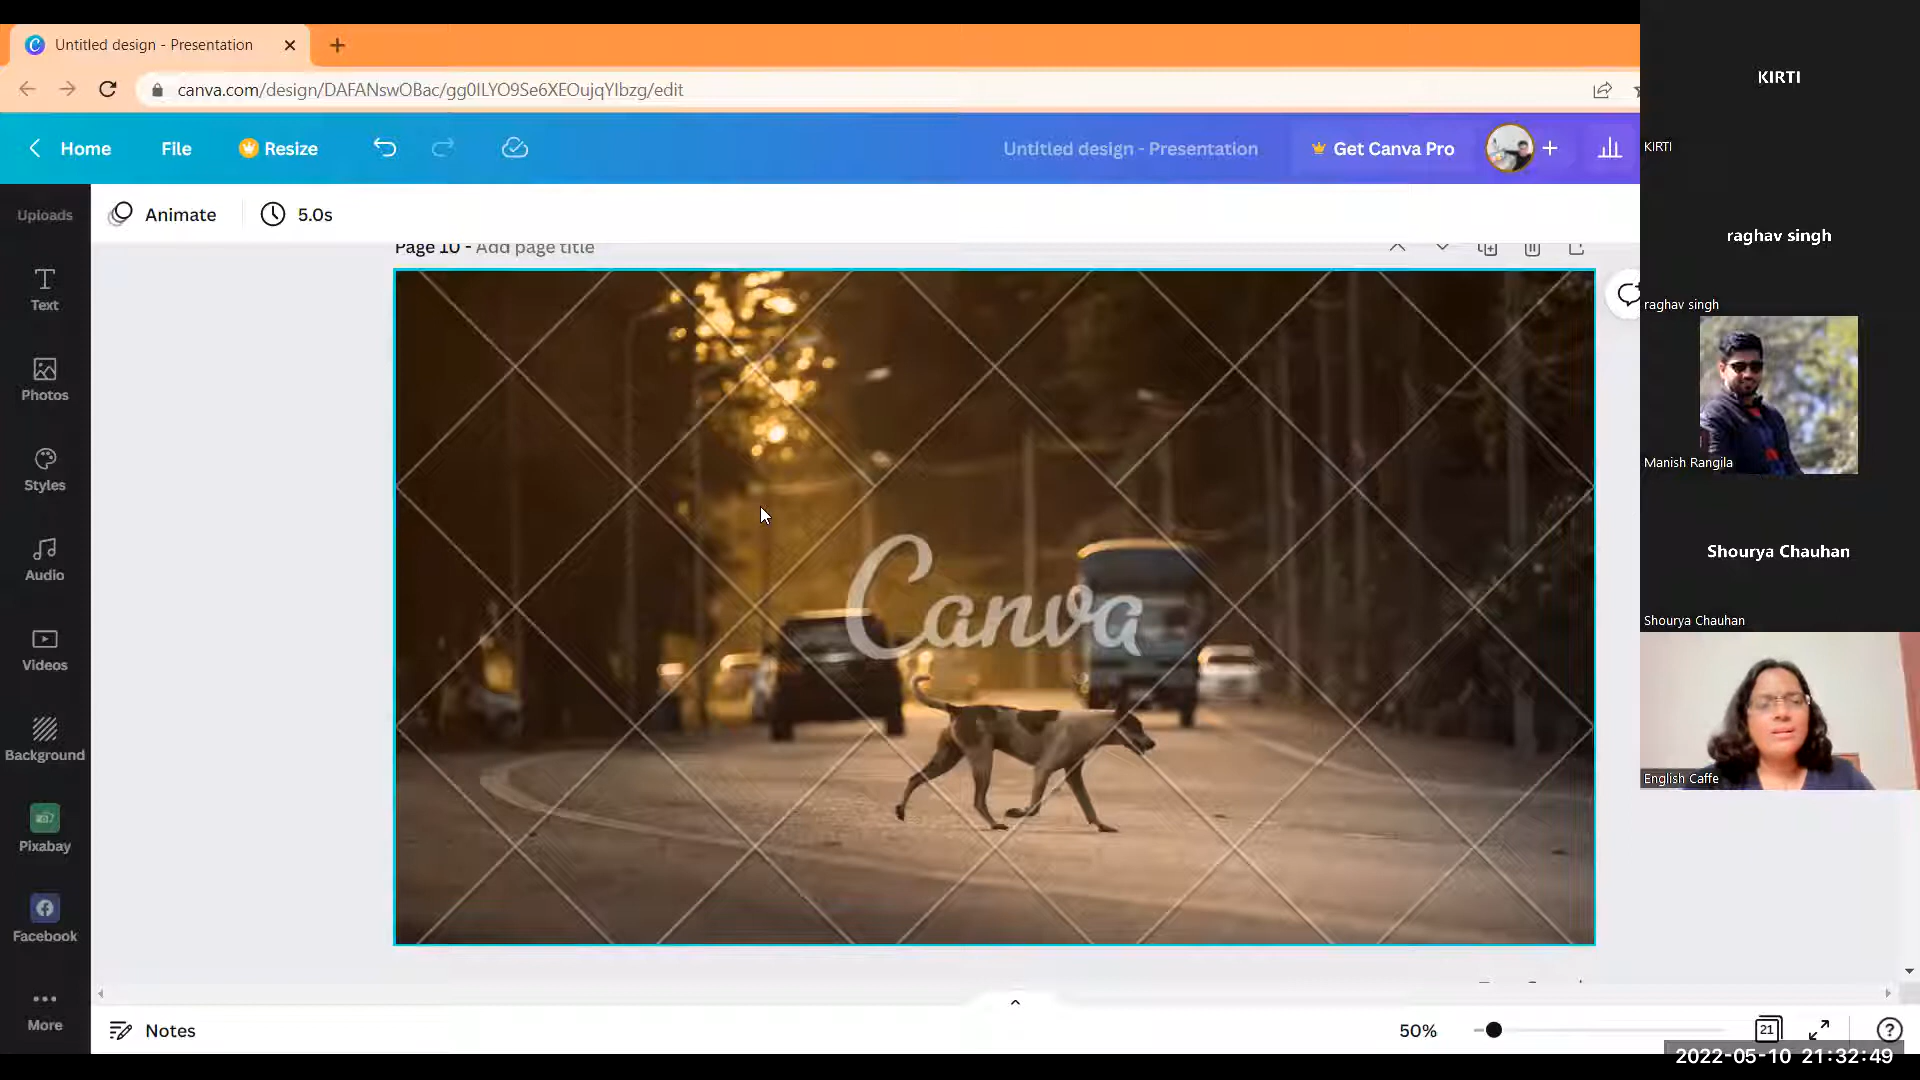 Untitled design - Presentation
canva.com/design/DAFANswOBac/gg0ILYO9Se6XEOujqYIbzg/edit
Home
File
Resize
Untitled design - Presentation
Get Canva Pro
Uploads
Animate
5.0s
Page 10 - Add page title
Text
Photos
Styles
Audio
Videos
Background
Pixabay
Facebook
More
Canva
Notes
50%
21
KIRTI
KIRTI
raghav singh
raghav singh
Manish Rangila
Shourya Chauhan
Shourya Chauhan
English Caffe
2022-05-10 21:32:49